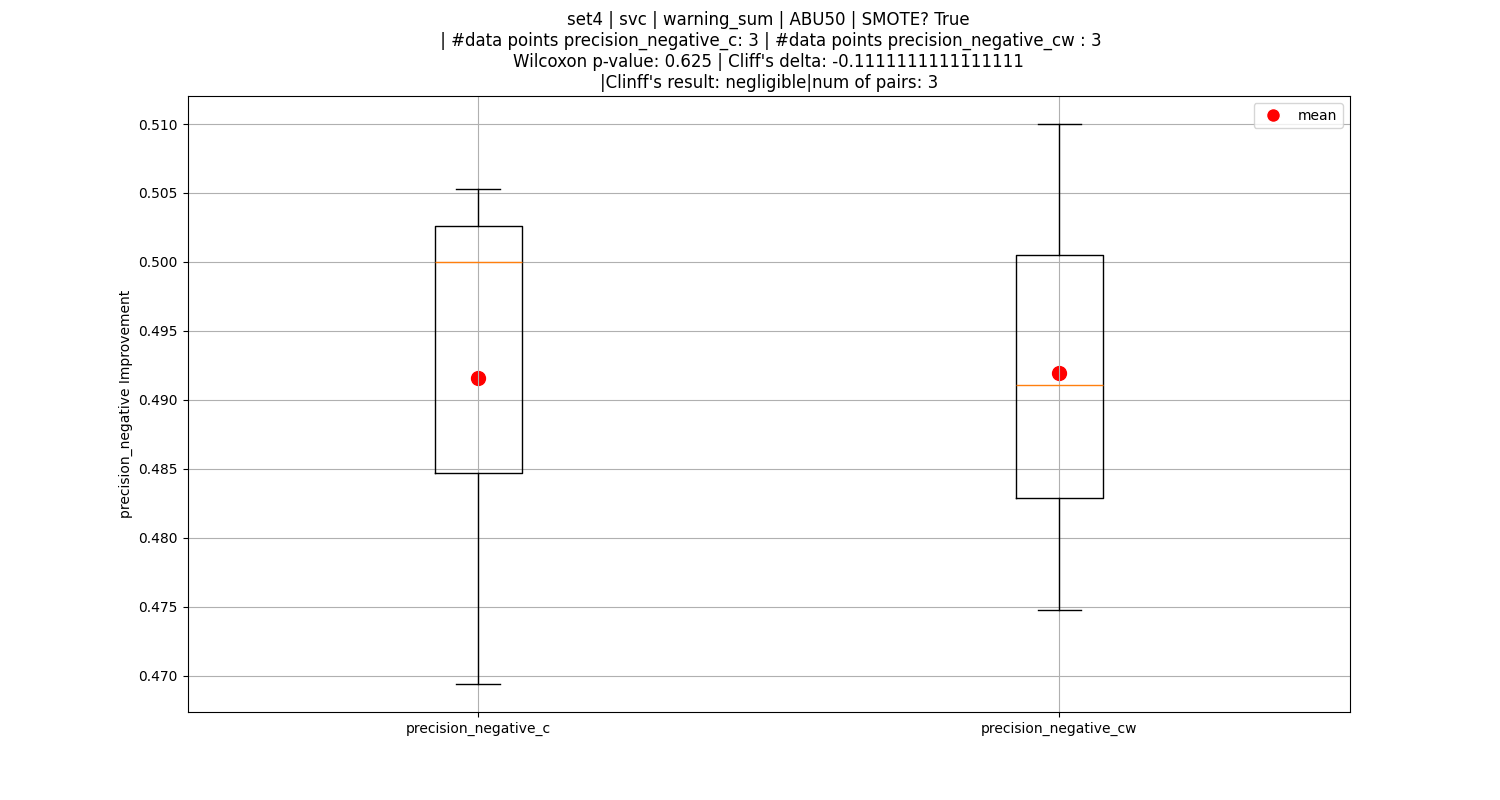 set4 | svc | warning_sum | ABU50 | SMOTE? True
| #data points precision_negative_c: 3 | #data points precision_negative_cw : 3
Wilcoxon p-value: 0.625 | Cliff's delta: -0.1111111111111111
|Clinff's result: negligible|num of pairs: 3
mean
0.510
0.505
0.500
0.495
0.490
0.485
0.480
0.475
0.470
precision_negative Improvement
precision_negative_c
precision_negative_cw